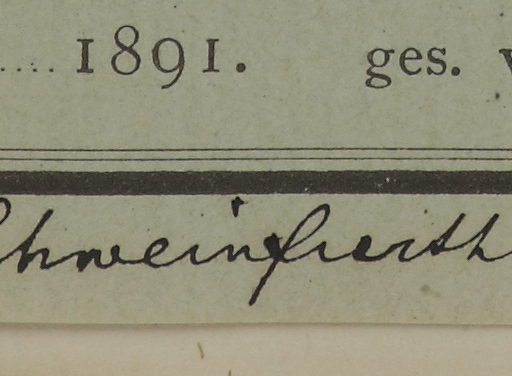 ..... 1891. ges. v
Schweinfurth